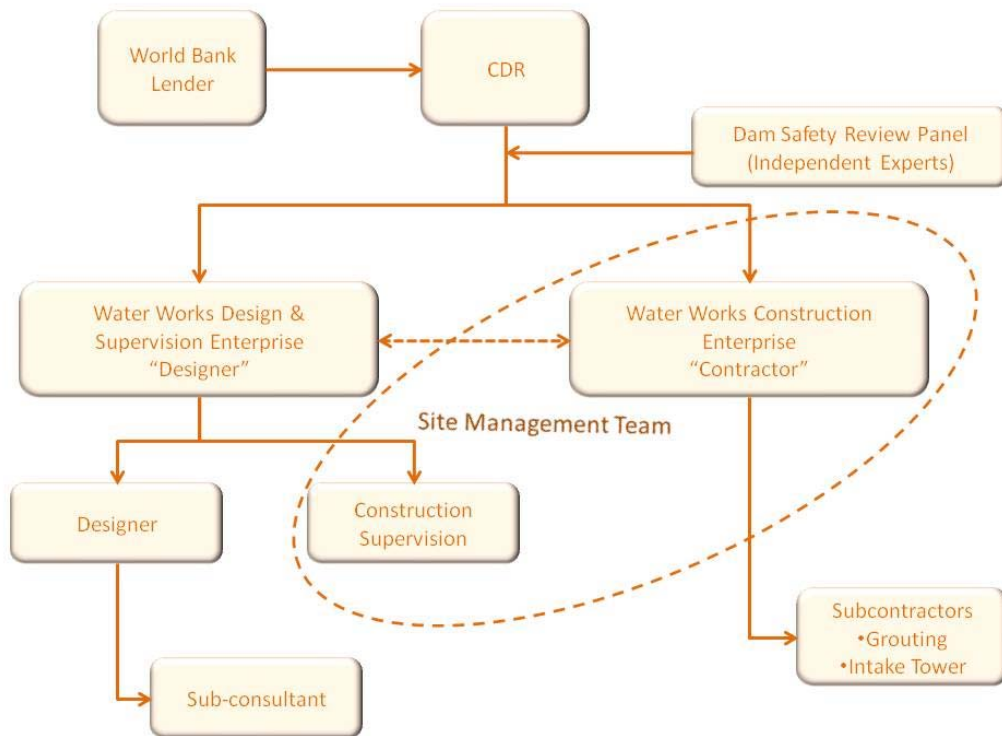 World Bank
Lender
CDR
Dam Safety Review Panel
(Independent Experts)
Water Works Design &
Supervision Enterprise
“Designer”
Water Works Construction
Enterprise
“Contractor”
Site Management Team
Designer
Construction
Supervision
Subcontractors
•Grouting
•Intake Tower
Sub-consultant